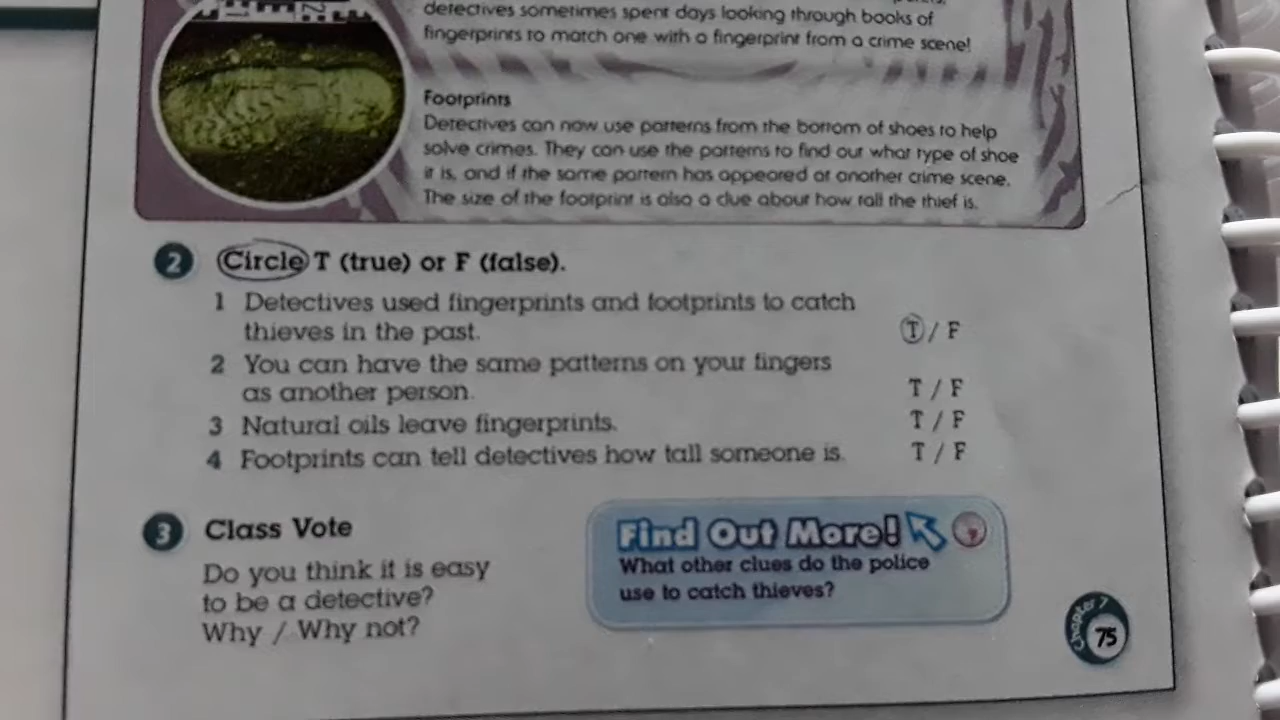 detectives sometimes spent days looking through books of
fingerprints to match one with a fingerprint from a crime scene!
Footprints
Detectives can now use patterns from the bottom of shoes to help
solve crimes. They can use the patterns to find out what type of shoe
it is, and if the same pattern has appeared at another crime scene.
The size of the footprint is also a clue about how tall the thief is.
2 Circle T (true) or F (false).
1 Detectives used fingerprints and footprints to catch
thieves in the past. T / F
2 You can have the same patterns on your fingers
as another person. T / F
3 Natural oils leave fingerprints. T / F
4 Footprints can tell detectives how tall someone is. T / F
3 Class Vote
Do you think it is easy
to be a detective?
Why / Why not?
Find Out More!
What other clues do the police
use to catch thieves?
Chapter 7
75